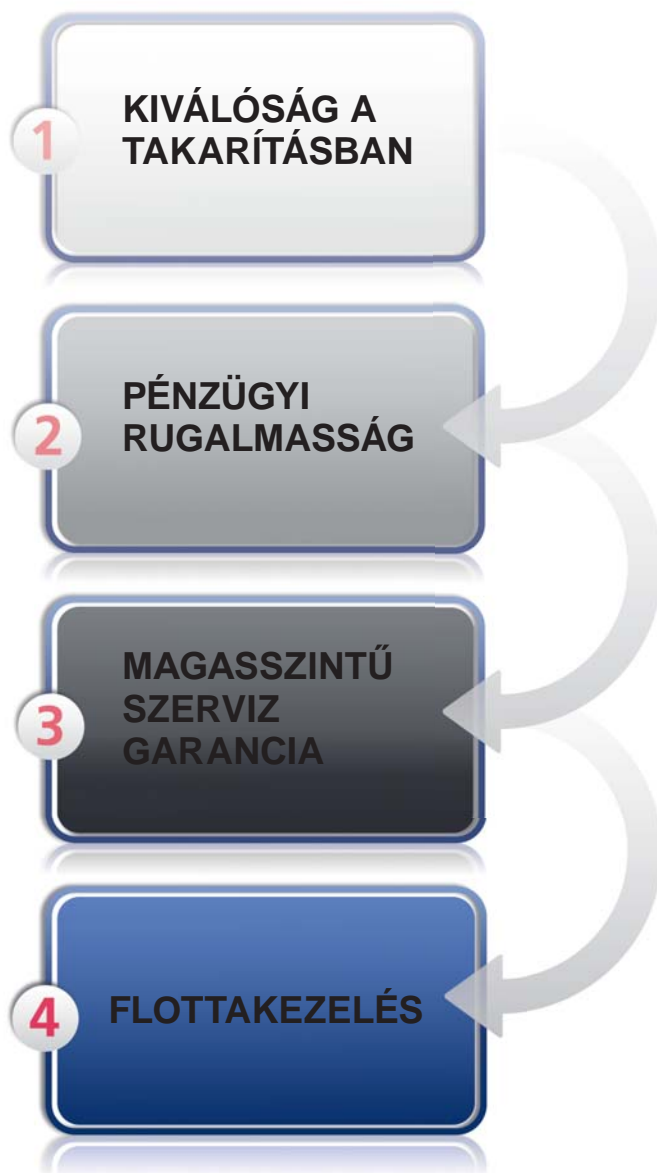 1
KIVÁLÓSÁG A
TAKARÍTÁSBAN
2
PÉNZÜGYI
RUGALMASSÁG
3
MAGASSZINTŰ
SZERVIZ
GARANCIA
4
FLOTTAKEZELÉS